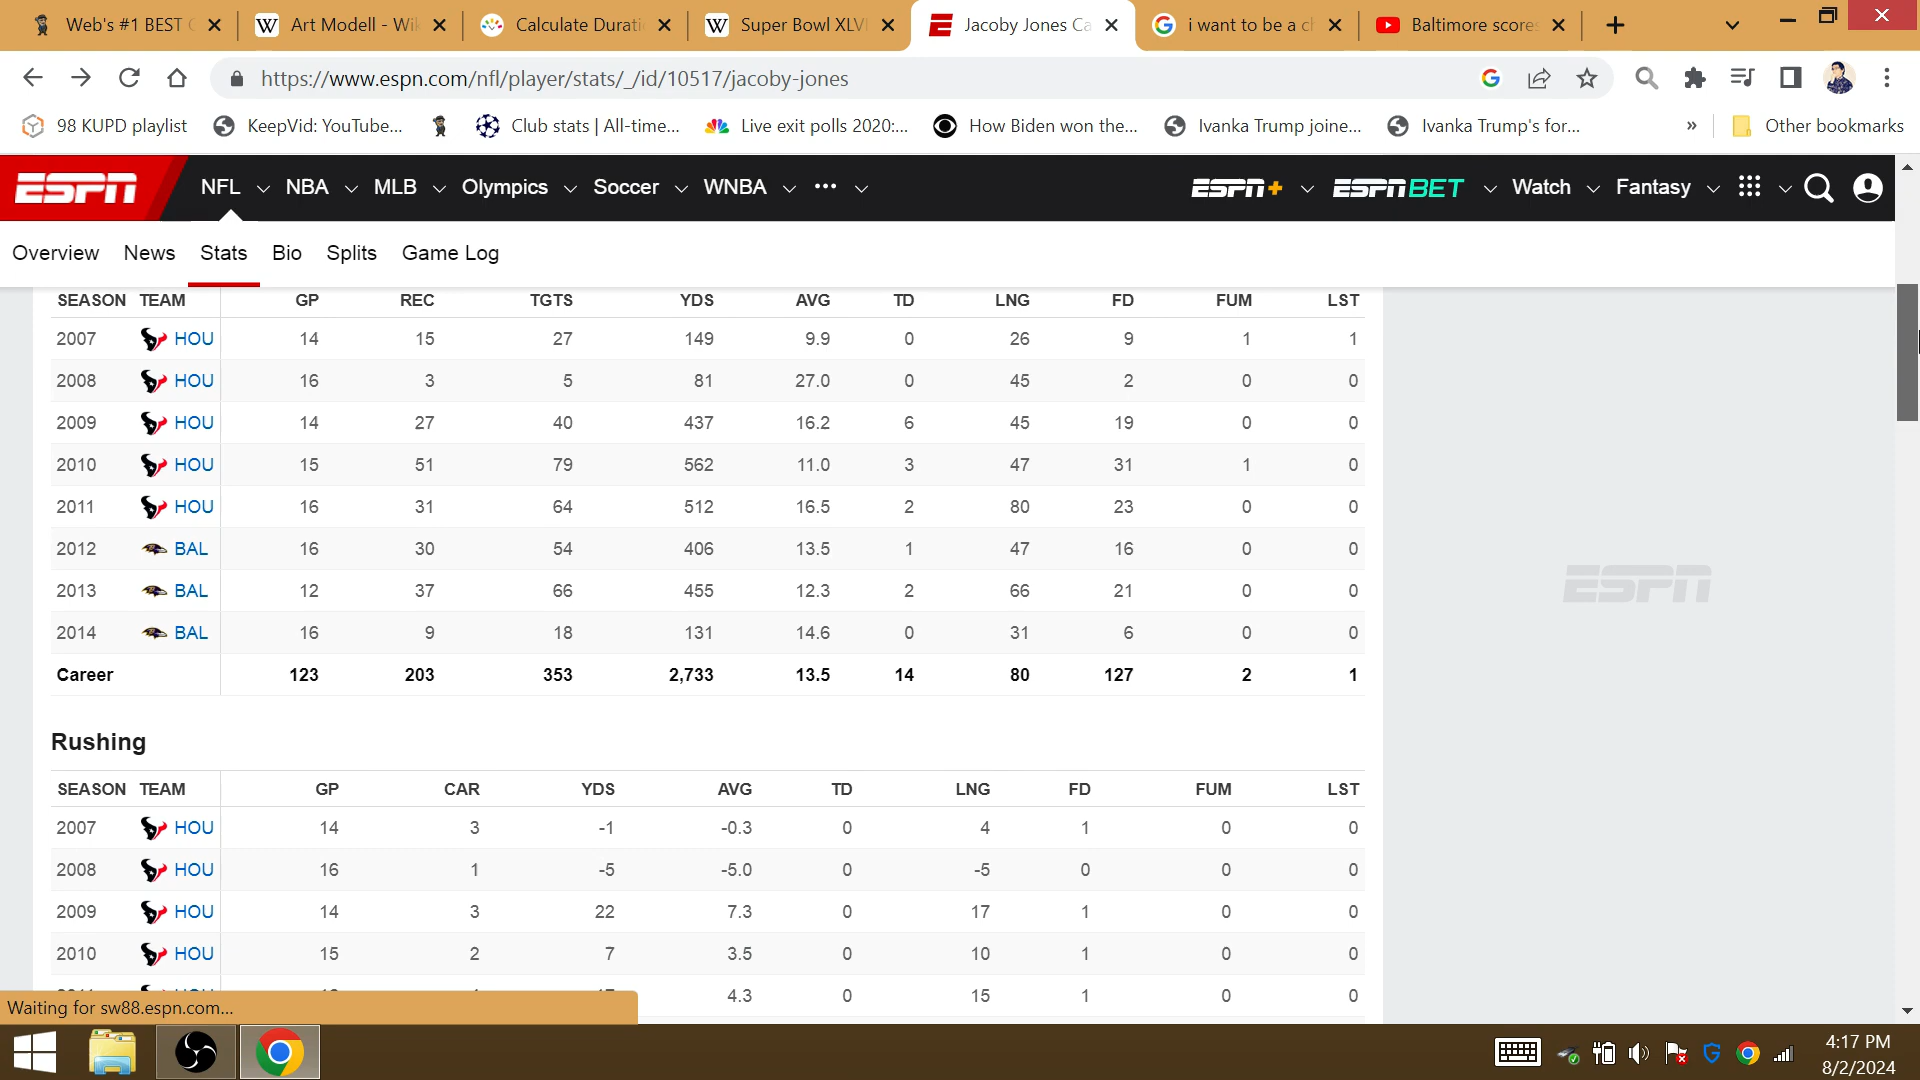 Web's #1 BEST
Art Modell - Wik
Calculate Durati
Super Bowl XLVI
Jacoby Jones Ca
i want to be a ch
Baltimore scores
https://www.espn.com/nfl/player/stats/_/id/10517/jacoby-jones
98 KUPD playlist KeepVid: YouTube... Club stats | All-time... Live exit polls 2020:... How Biden won the... Ivanka Trump joine... Ivanka Trump's for... » Other bookmarks
ESPN NFL NBA MLB Olympics Soccer WNBA ••• ESPN+ ESPN BET Watch Fantasy
Overview News Stats Bio Splits Game Log
SEASON TEAM GP REC TGTS YDS AVG TD LNG FD FUM LST
2007 HOU 14 15 27 149 9.9 0 26 9 1 1
2008 HOU 16 3 5 81 27.0 0 45 2 0 0
2009 HOU 14 27 40 437 16.2 6 45 19 0 0
2010 HOU 15 51 79 562 11.0 3 47 31 1 0
2011 HOU 16 31 64 512 16.5 2 80 23 0 0
2012 BAL 16 30 54 406 13.5 1 47 16 0 0
2013 BAL 12 37 66 455 12.3 2 66 21 0 0
2014 BAL 16 9 18 131 14.6 0 31 6 0 0
Career 123 203 353 2,733 13.5 14 80 127 2 1
ESPN
Rushing
SEASON TEAM GP CAR YDS AVG TD LNG FD FUM LST
2007 HOU 14 3 -1 -0.3 0 4 1 0 0
2008 HOU 16 1 -5 -5.0 0 -5 0 0 0
2009 HOU 14 3 22 7.3 0 17 1 0 0
2010 HOU 15 2 7 3.5 0 10 1 0 0
4.3 0 15 1 0 0
Waiting for sw88.espn.com...
4:17 PM
8/2/2024